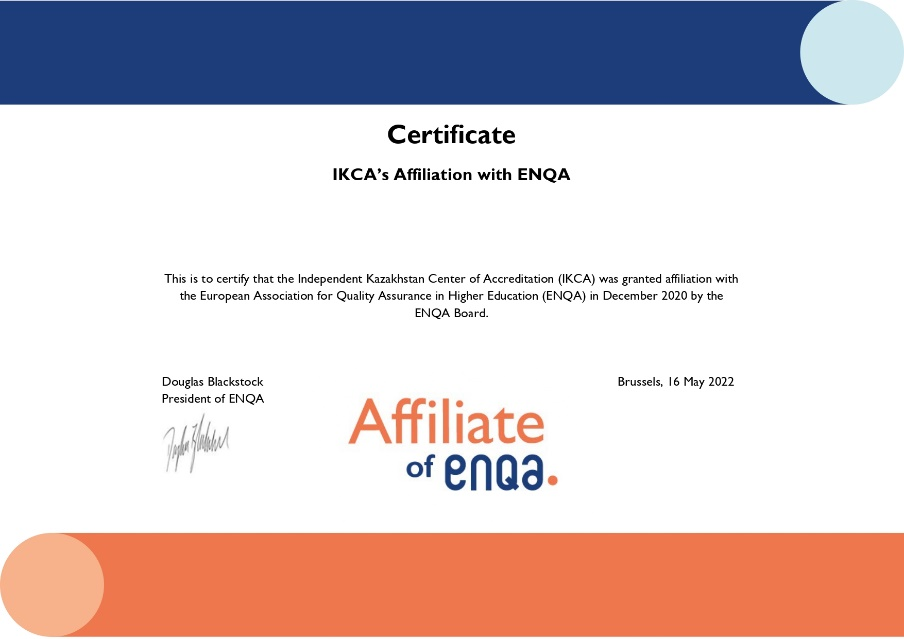 Certificate
IKCA's Affiliation with ENQA
This is to certify that the Independent Kazakhstan Center of Accreditation (IKCA) was granted affiliation with
the European Association for Quality Assurance in Higher Education (ENQA) in December 2020 by the
ENQA Board.
Douglas Blackstock
President of ENQA
Brussels, 16 May 2022
Affiliate
of enqa.